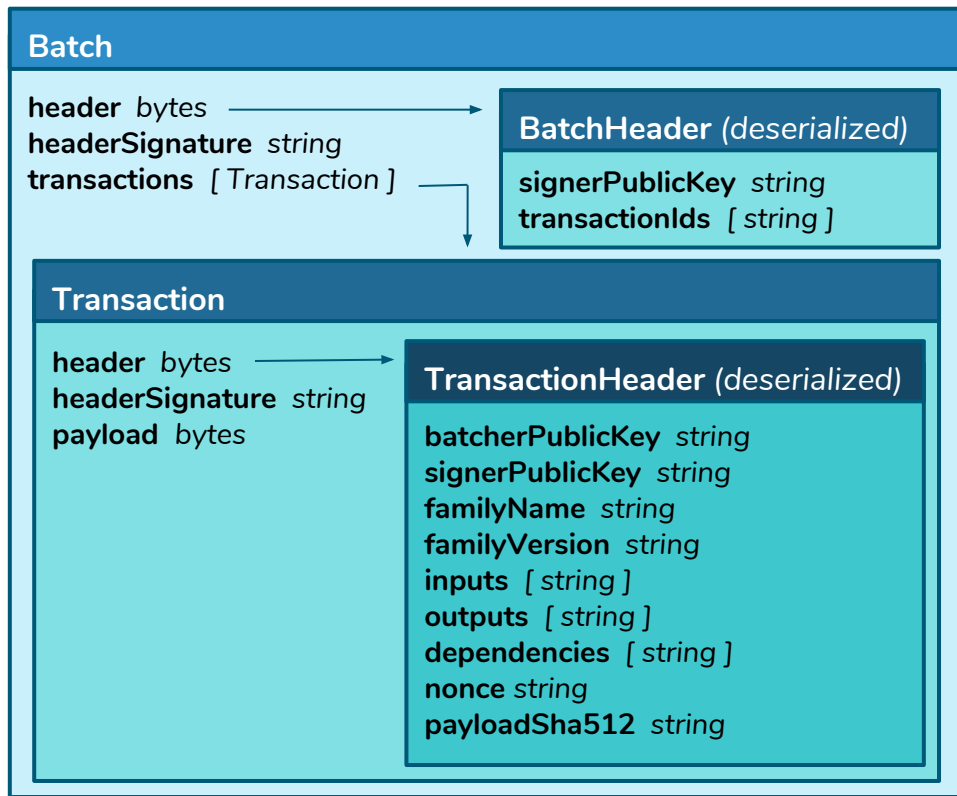 Batch
header bytes
headerSignature string
transactions [ Transaction ]
BatchHeader (deserialized)
signerPublicKey string
transactionIds [ string ]
Transaction
header bytes
headerSignature string
payload bytes
TransactionHeader (deserialized)
batcherPublicKey string
signerPublicKey string
familyName string
familyVersion string
inputs [ string ]
outputs [ string ]
dependencies [ string ]
nonce string
payloadSha512 string